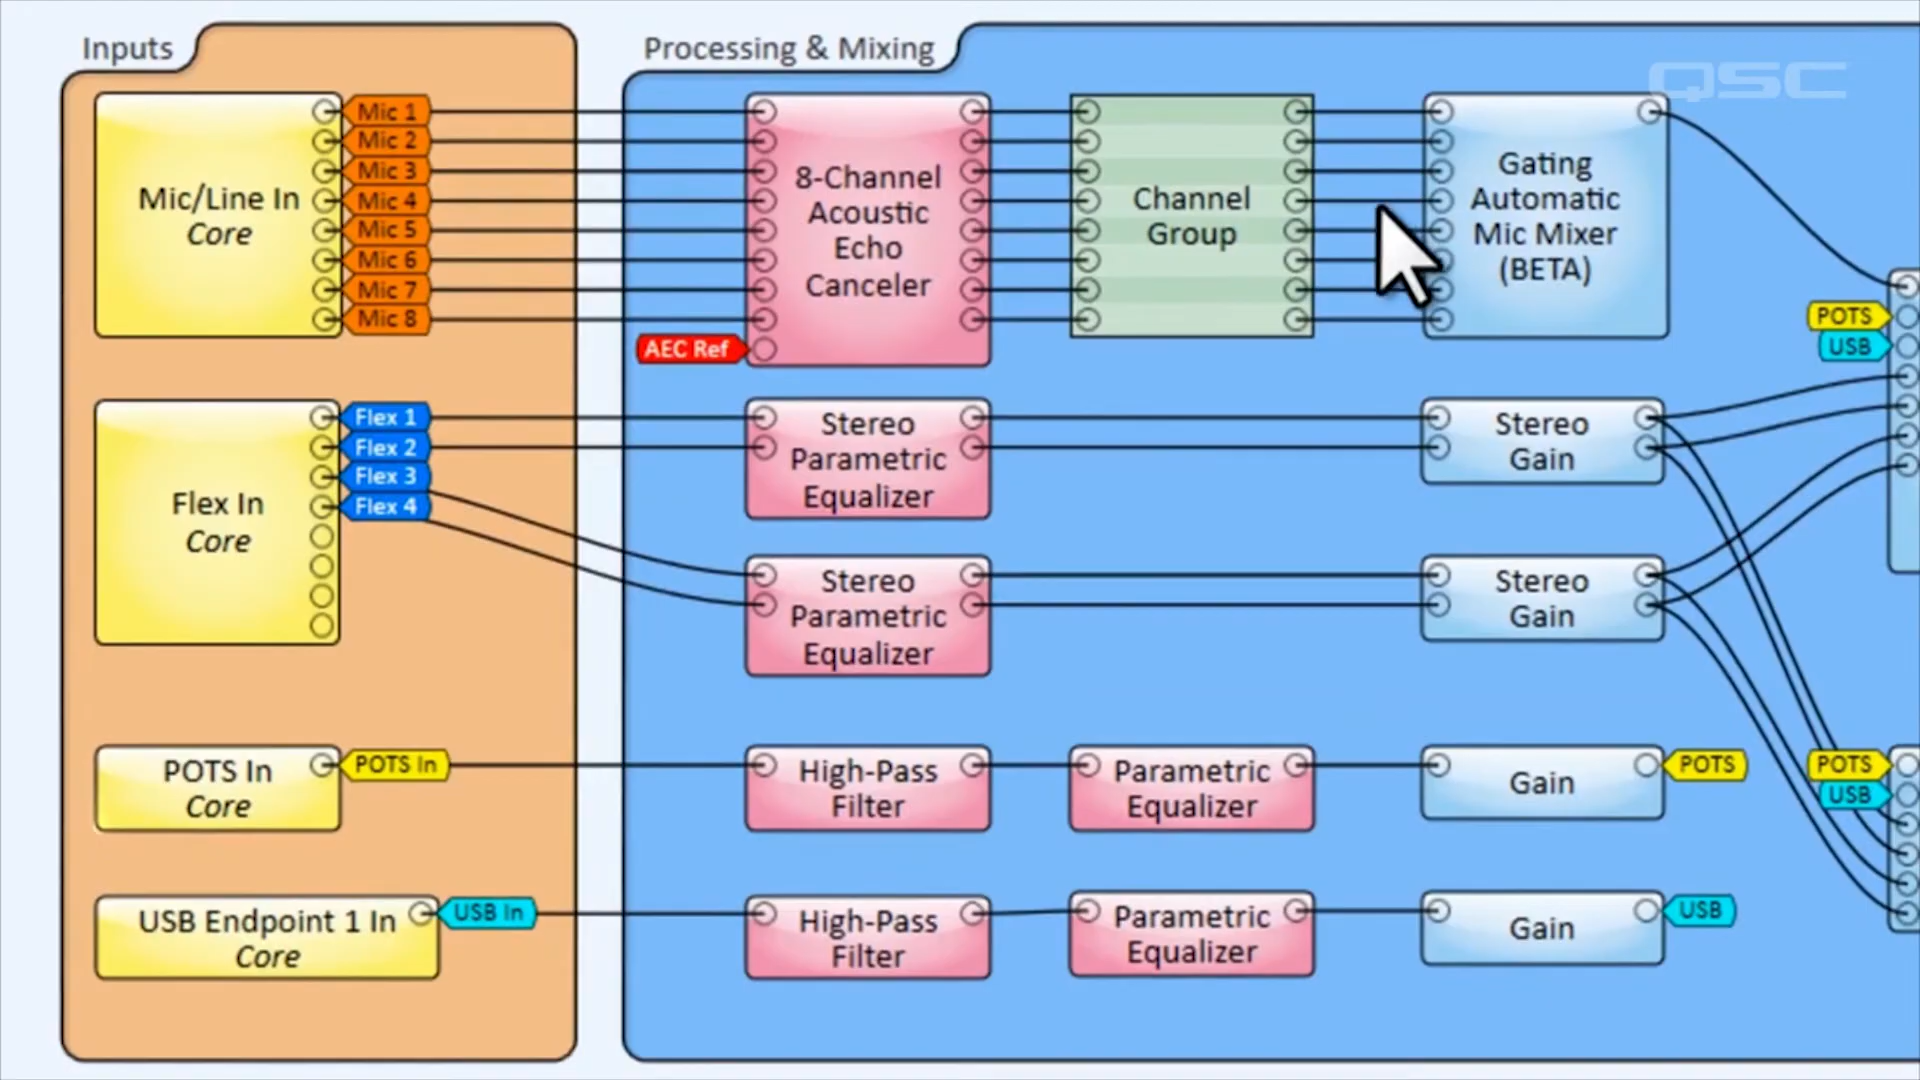 Inputs
Processing & Mixing
QSC
Mic/Line In
Core
Mic 1
Mic 2
Mic 3
Mic 4
Mic 5
Mic 6
Mic 7
Mic 8
AEC Ref
8-Channel
Acoustic
Echo
Canceler
Channel
Group
Gating
Automatic
Mic Mixer
(BETA)
POTS
USB
Flex In
Core
Flex 1
Flex 2
Flex 3
Flex 4
Stereo
Parametric
Equalizer
Stereo
Gain
Stereo
Parametric
Equalizer
Stereo
Gain
POTS In
Core
POTS In
High-Pass
Filter
Parametric
Equalizer
Gain
POTS
POTS
USB
USB Endpoint 1 In
Core
USB In
High-Pass
Filter
Parametric
Equalizer
Gain
USB